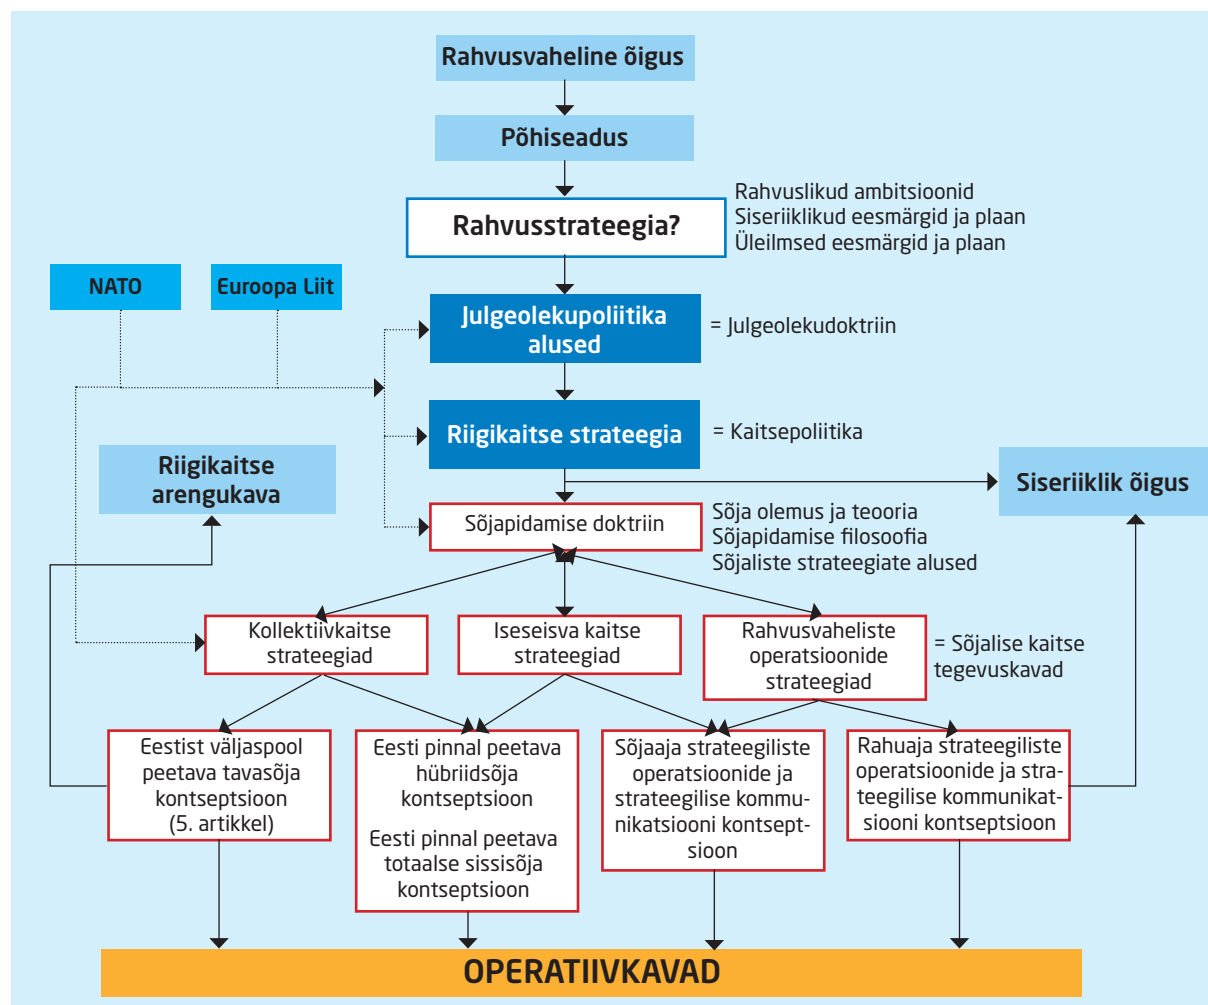 Rahvusvaheline õigus
Põhiseadus
Rahvusstrateegia?
Rahvuslikud ambitsioonid
Siseriiklikud eesmärgid ja plaan
Üleilmsed eesmärgid ja plaan
NATO
Euroopa Liit
Julgeolekupoliitika
alused
= Julgeolekudoktriin
Riigikaitse strateegia
= Kaitsepoliitika
Riigikaitse
arengukava
Siseriiklik õigus
Sõjapidamise doktriin
Sõja olemus ja teooria
Sõjapidamise filosoofia
Sõjaliste strateegiate alused
Kollektiivkaitse
strateegiad
Iseseisva kaitse
strateegiad
Rahvusvaheliste
operatsioonide
strateegiad
= Sõjalise kaitse
tegevuskavad
Eestist väljaspool
peetava tavasõja
kontseptsioon
(5. artikkel)
Eesti pinnal peetava
hübriidsõja
kontseptsioon
Eesti pinnal peetava
totaalse sissisõja
kontseptsioon
Sõjaaja strateegiliste
operatsioonide ja
strateegilise kommu-
nikatsiooni kontsept-
sioon
Rahuaja strateegiliste
operatsioonide ja stra-
teegilise kommunikat-
siooni kontseptsioon
OPERATIIVKAVAD